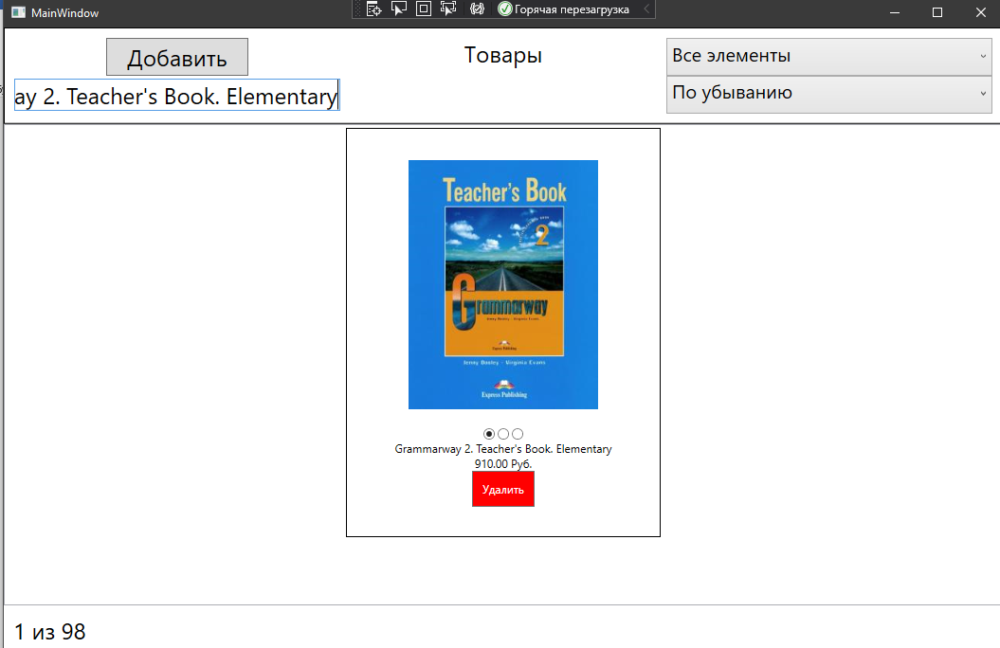 MainWindow
Горячая перезагрузка
Добавить
Товары
Все элементы
ay 2. Teacher's Book. Elementary
По убыванию
Teacher's Book
2
Grammarway
Jenny Dooley - Virginia Evans
Express Publishing
Jenny Dooley - Virginia Evans
Express Publishing
Grammarway 2. Teacher's Book. Elementary
910.00 Руб.
Удалить
1 из 98